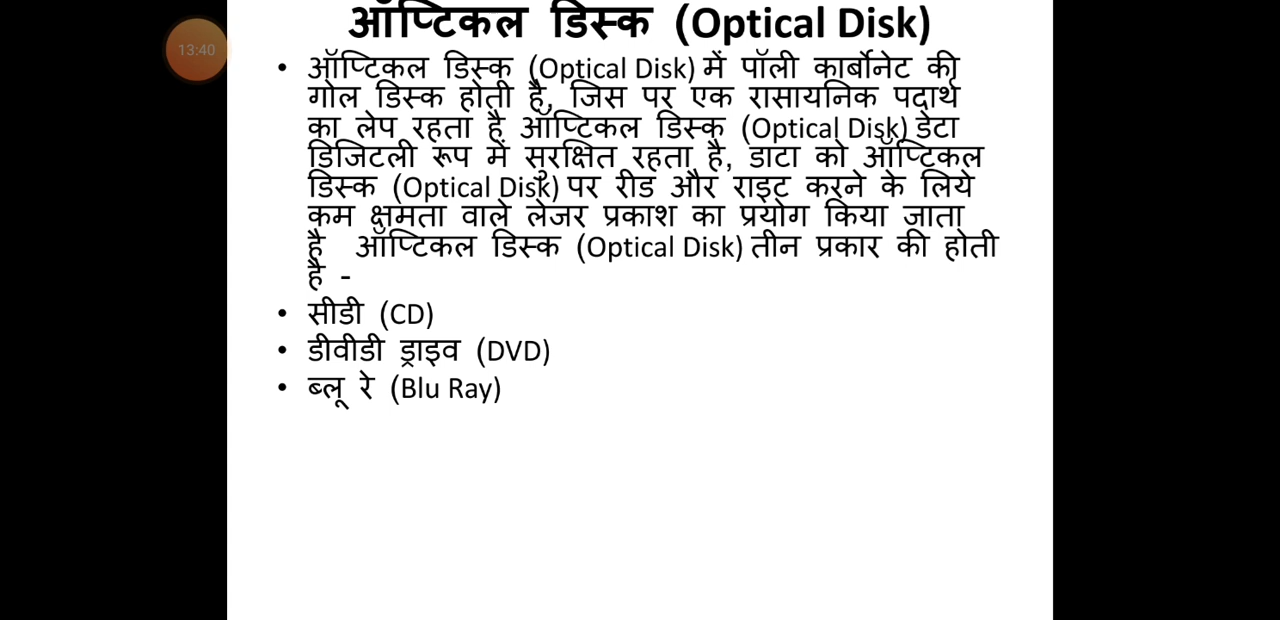 ऑप्टिकल डिस्क (Optical Disk)
13:40
• ऑप्टिकल डिस्क (Optical Disk) में पॉली कार्बोनेट की
गोल डिस्क होती है, जिस पर एक रासायनिक पदार्थ
का लेप रहता है ऑप्टिकल डिस्क (Optical Disk) डेटा
डिजिटली रूप में सुरक्षित रहता है, डाटा को ऑप्टिकल
डिस्क (Optical Disk) पर रीड और राइट करने के लिये
कम क्षमता वाले लेजर प्रकाश का प्रयोग किया जाता
है ऑप्टिकल डिस्क (Optical Disk) तीन प्रकार की होती
है -
• सीडी (CD)
• डीवीडी ड्राइव (DVD)
• ब्लू रे (Blu Ray)